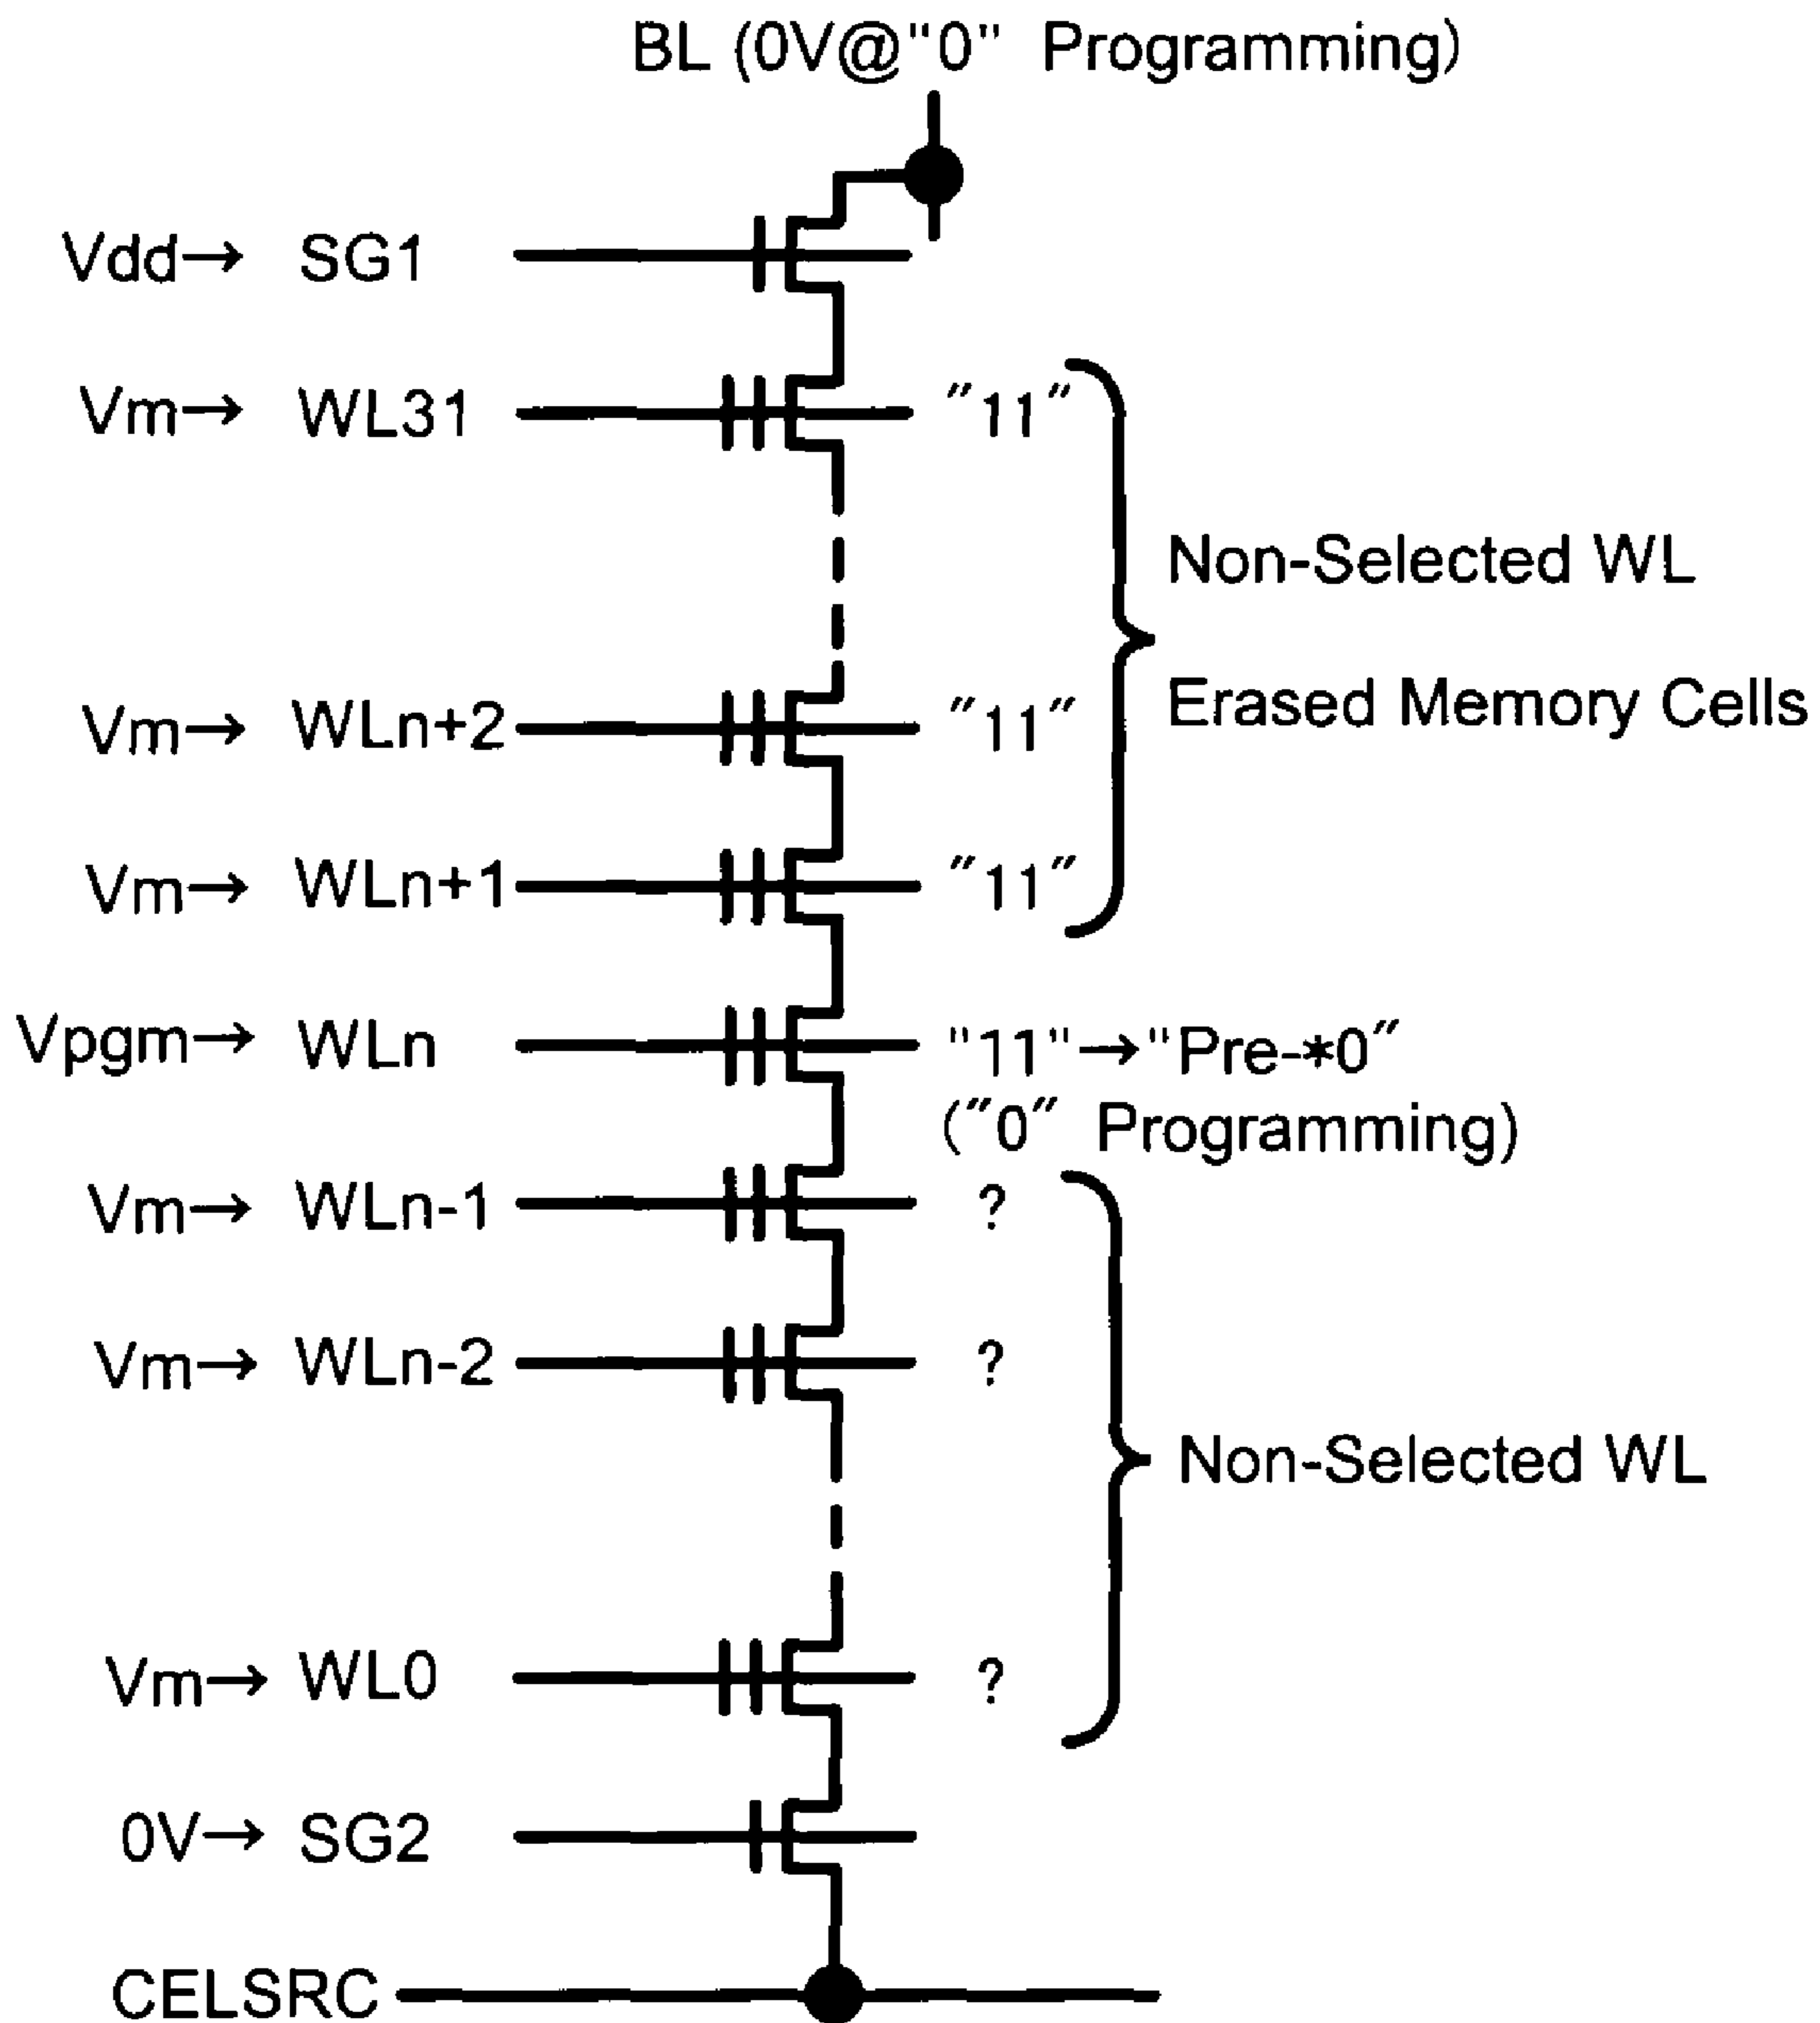 BL (0V@"0" Programming)
Vdd→ SG1
Vm→ WL31 "11"
Non-Selected WL
Erased Memory Cells
Vm→ WLn+2 "11"
Vm→ WLn+1 "11"
Vpgm→ WLn "11"→"Pre-*0"
("0" Programming)
Vm→ WLn-1 ?
Vm→ WLn-2 ?
Non-Selected WL
Vm→ WL0 ?
0V→ SG2
CELSRC